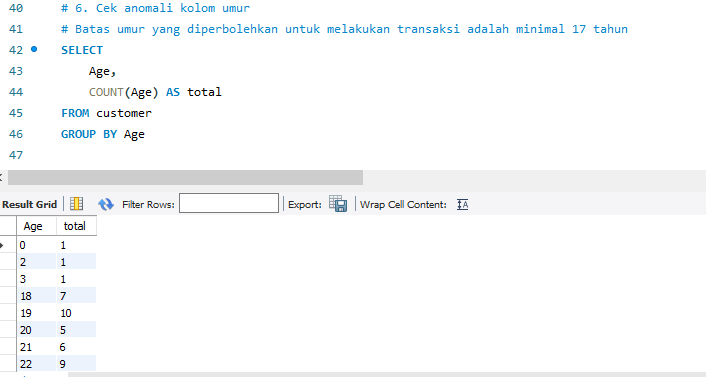 40 # 6. Cek anomali kolom umur
41 # Batas umur yang diperbolehkan untuk melakukan transaksi adalah minimal 17 tahun
42 SELECT
43 Age,
44 COUNT(Age) AS total
45 FROM customer
46 GROUP BY Age
47
Result Grid Filter Rows: Export: Wrap Cell Content: IA
Age total
0 1
2 1
3 1
18 7
19 10
20 5
21 6
22 9